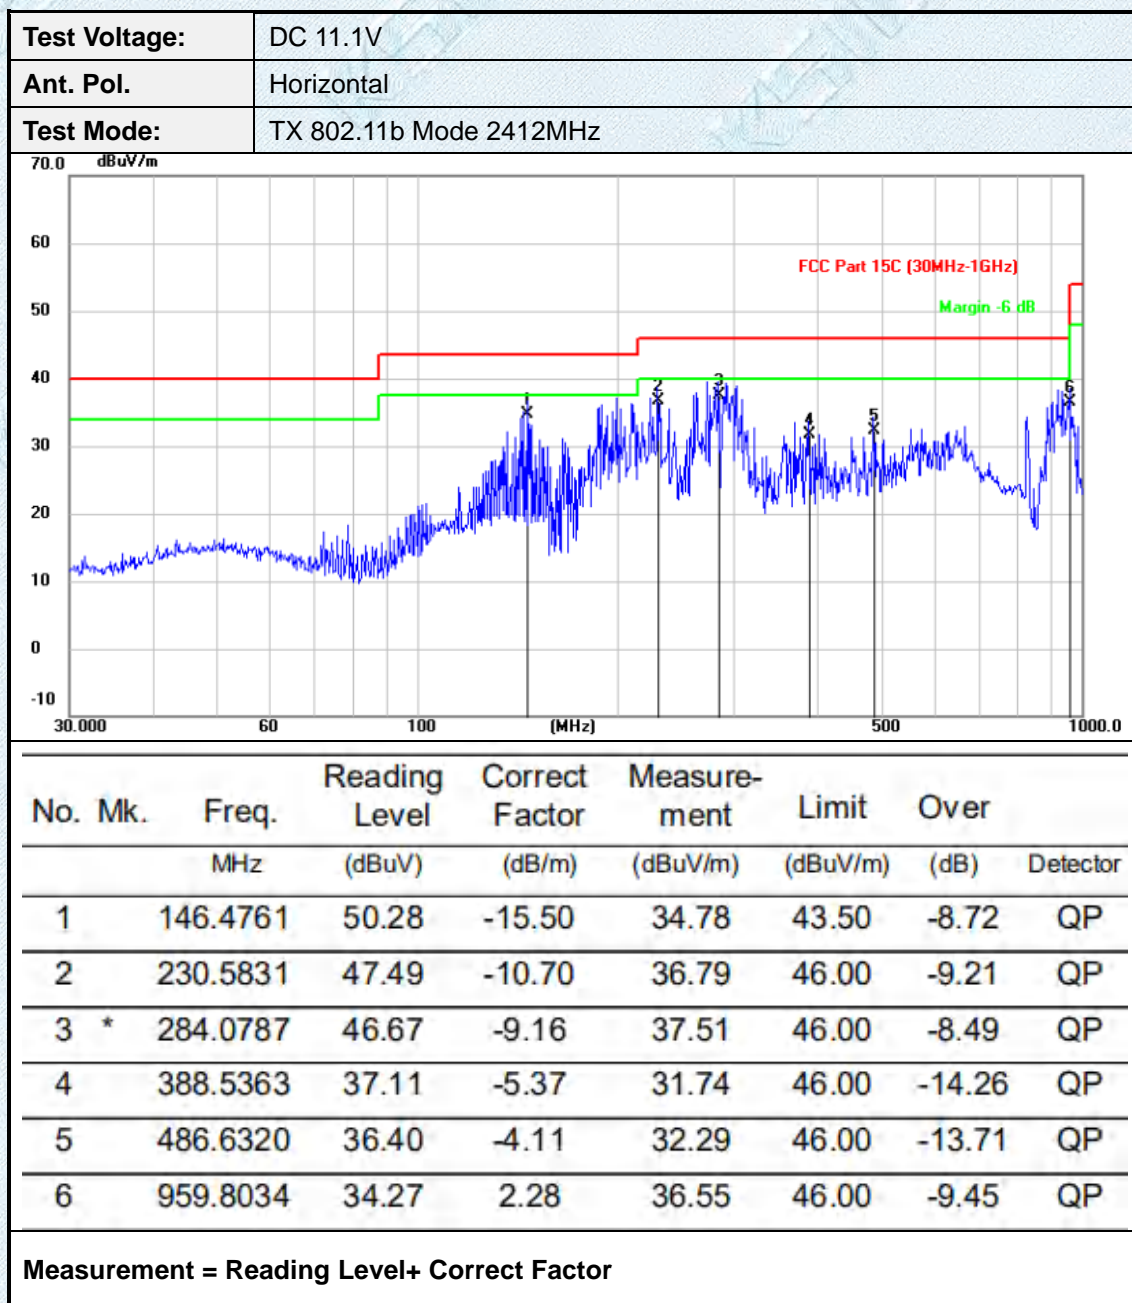 Test Voltage: DC 11.1V
Ant. Pol. Horizontal
Test Mode: TX 802.11b Mode 2412MHz
70.0 dBuV/m
60
FCC Part 15C (30MHz-1GHz)
50
Margin -6 dB
40
1 2 3 4 5 6
30
20
10
0
-10
30.000 60 100 (MHz) 500 1000.0
Reading Correct Measure-
No. Mk. Freq. Level Factor ment Limit Over
MHz (dBuV) (dB/m) (dBuV/m) (dBuV/m) (dB) Detector
1 146.4761 50.28 -15.50 34.78 43.50 -8.72 QP
2 230.5831 47.49 -10.70 36.79 46.00 -9.21 QP
3 * 284.0787 46.67 -9.16 37.51 46.00 -8.49 QP
4 388.5363 37.11 -5.37 31.74 46.00 -14.26 QP
5 486.6320 36.40 -4.11 32.29 46.00 -13.71 QP
6 959.8034 34.27 2.28 36.55 46.00 -9.45 QP
Measurement = Reading Level+ Correct Factor